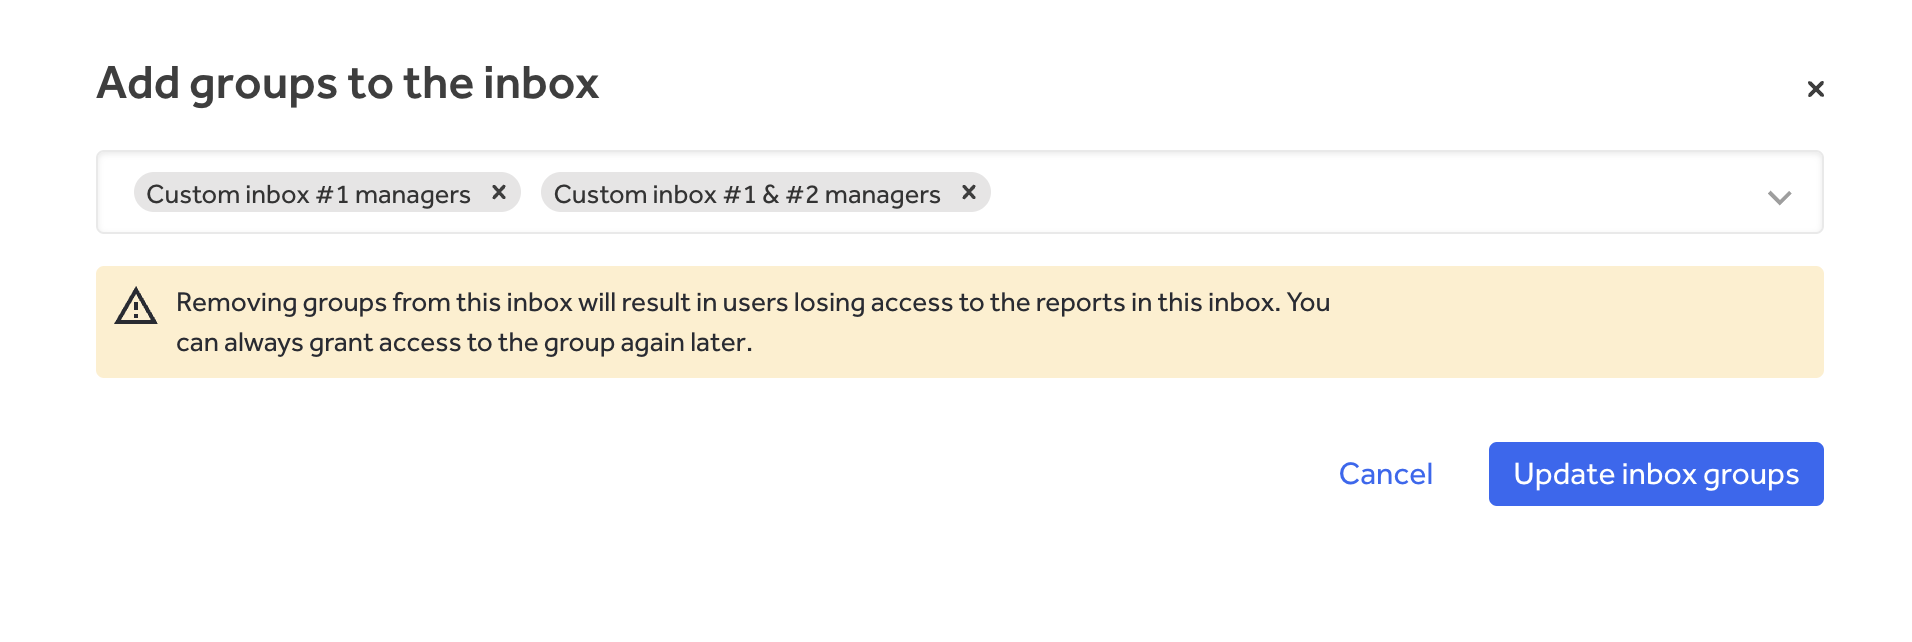 Add groups to the inbox
Custom inbox #1 managers
Custom inbox #1 & #2 managers
Removing groups from this inbox will result in users losing access to the reports in this inbox. You
can always grant access to the group again later.
Cancel
Update inbox groups